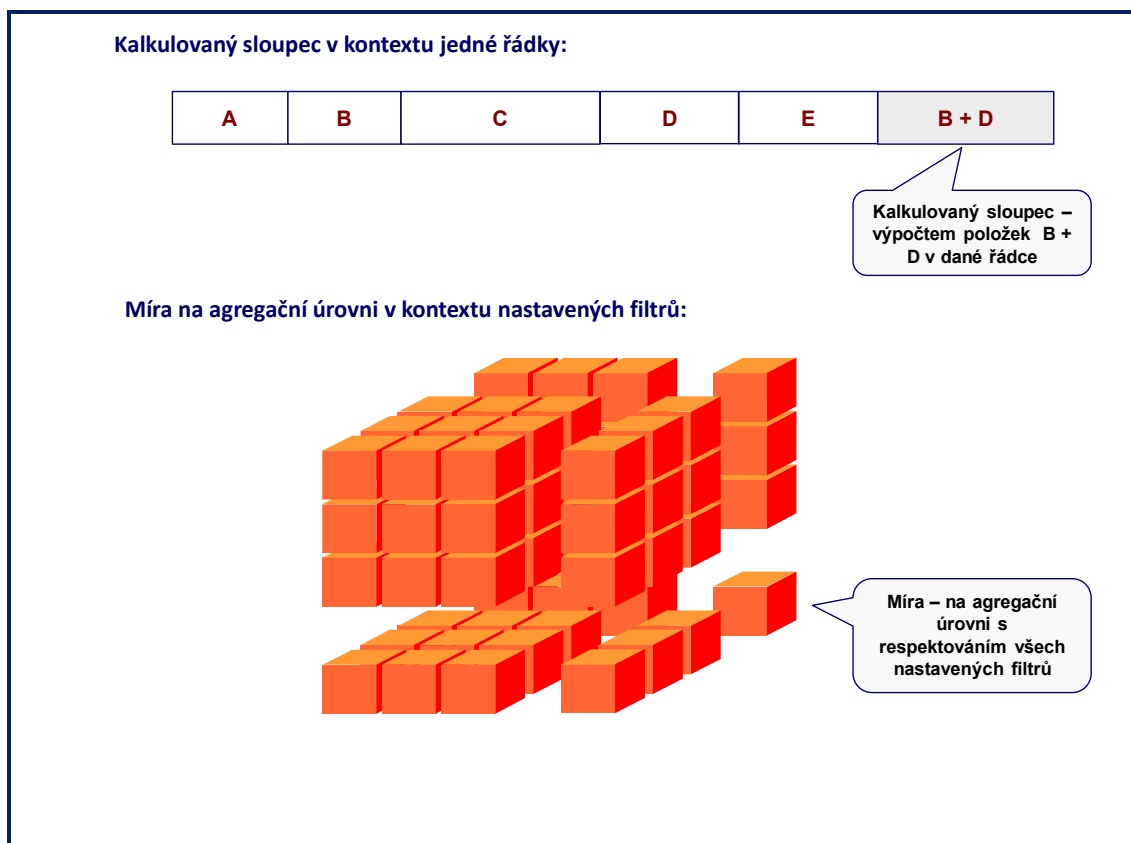 Kalkulovaný sloupec v kontextu jedné řádky:
A B C D E B + D
Kalkulovaný sloupec –
výpočtem položek B +
D v dané řádce
Míra na agregační úrovni v kontextu nastavených filtrů:
Míra – na agregační
úrovni s
respektováním všech
nastavených filtrů